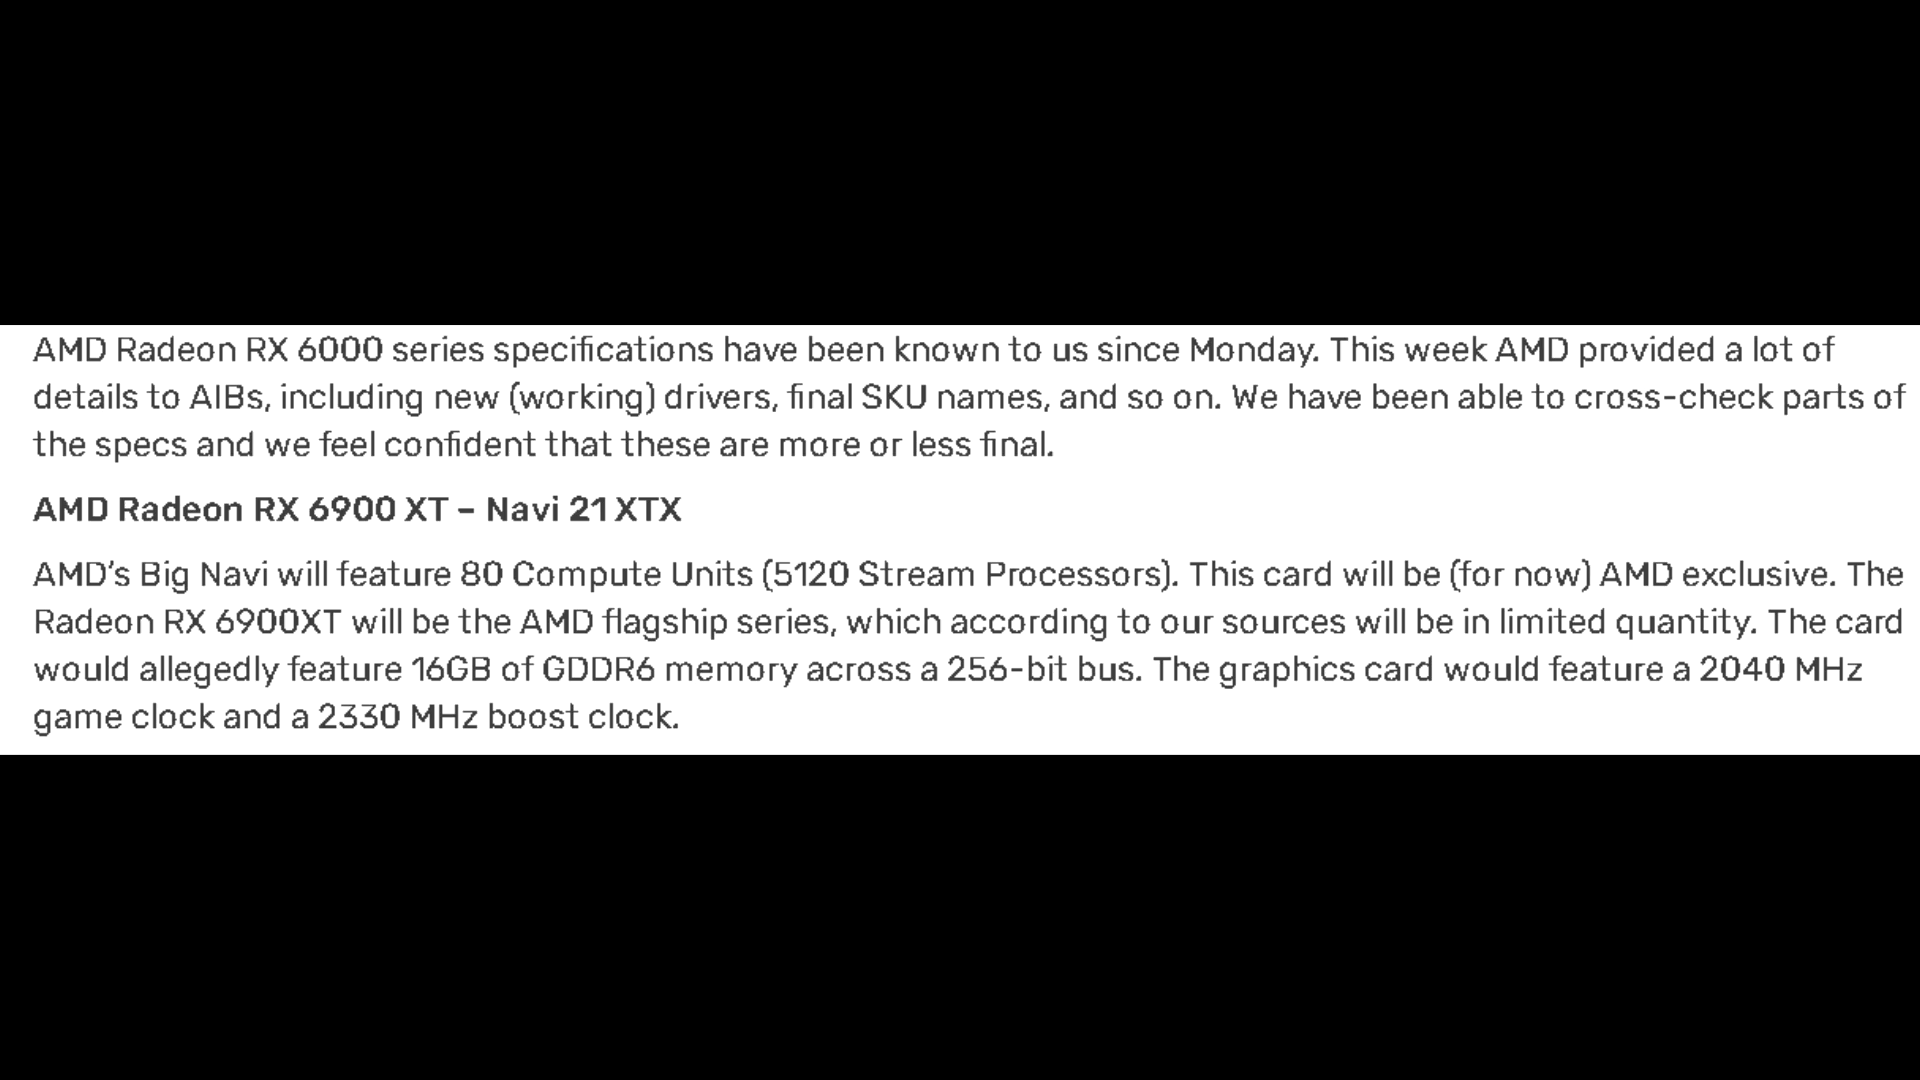 AMD Radeon RX 6000 series specifications have been known to us since Monday. This week AMD provided a lot of
details to AIBs, including new (working) drivers, final SKU names, and so on. We have been able to cross-check parts of
the specs and we feel confident that these are more or less final.
AMD Radeon RX 6900 XT – Navi 21 XTX
AMD's Big Navi will feature 80 Compute Units (5120 Stream Processors). This card will be (for now) AMD exclusive. The
Radeon RX 6900XT will be the AMD flagship series, which according to our sources will be in limited quantity. The card
would allegedly feature 16GB of GDDR6 memory across a 256-bit bus. The graphics card would feature a 2040 MHz
game clock and a 2330 MHz boost clock.